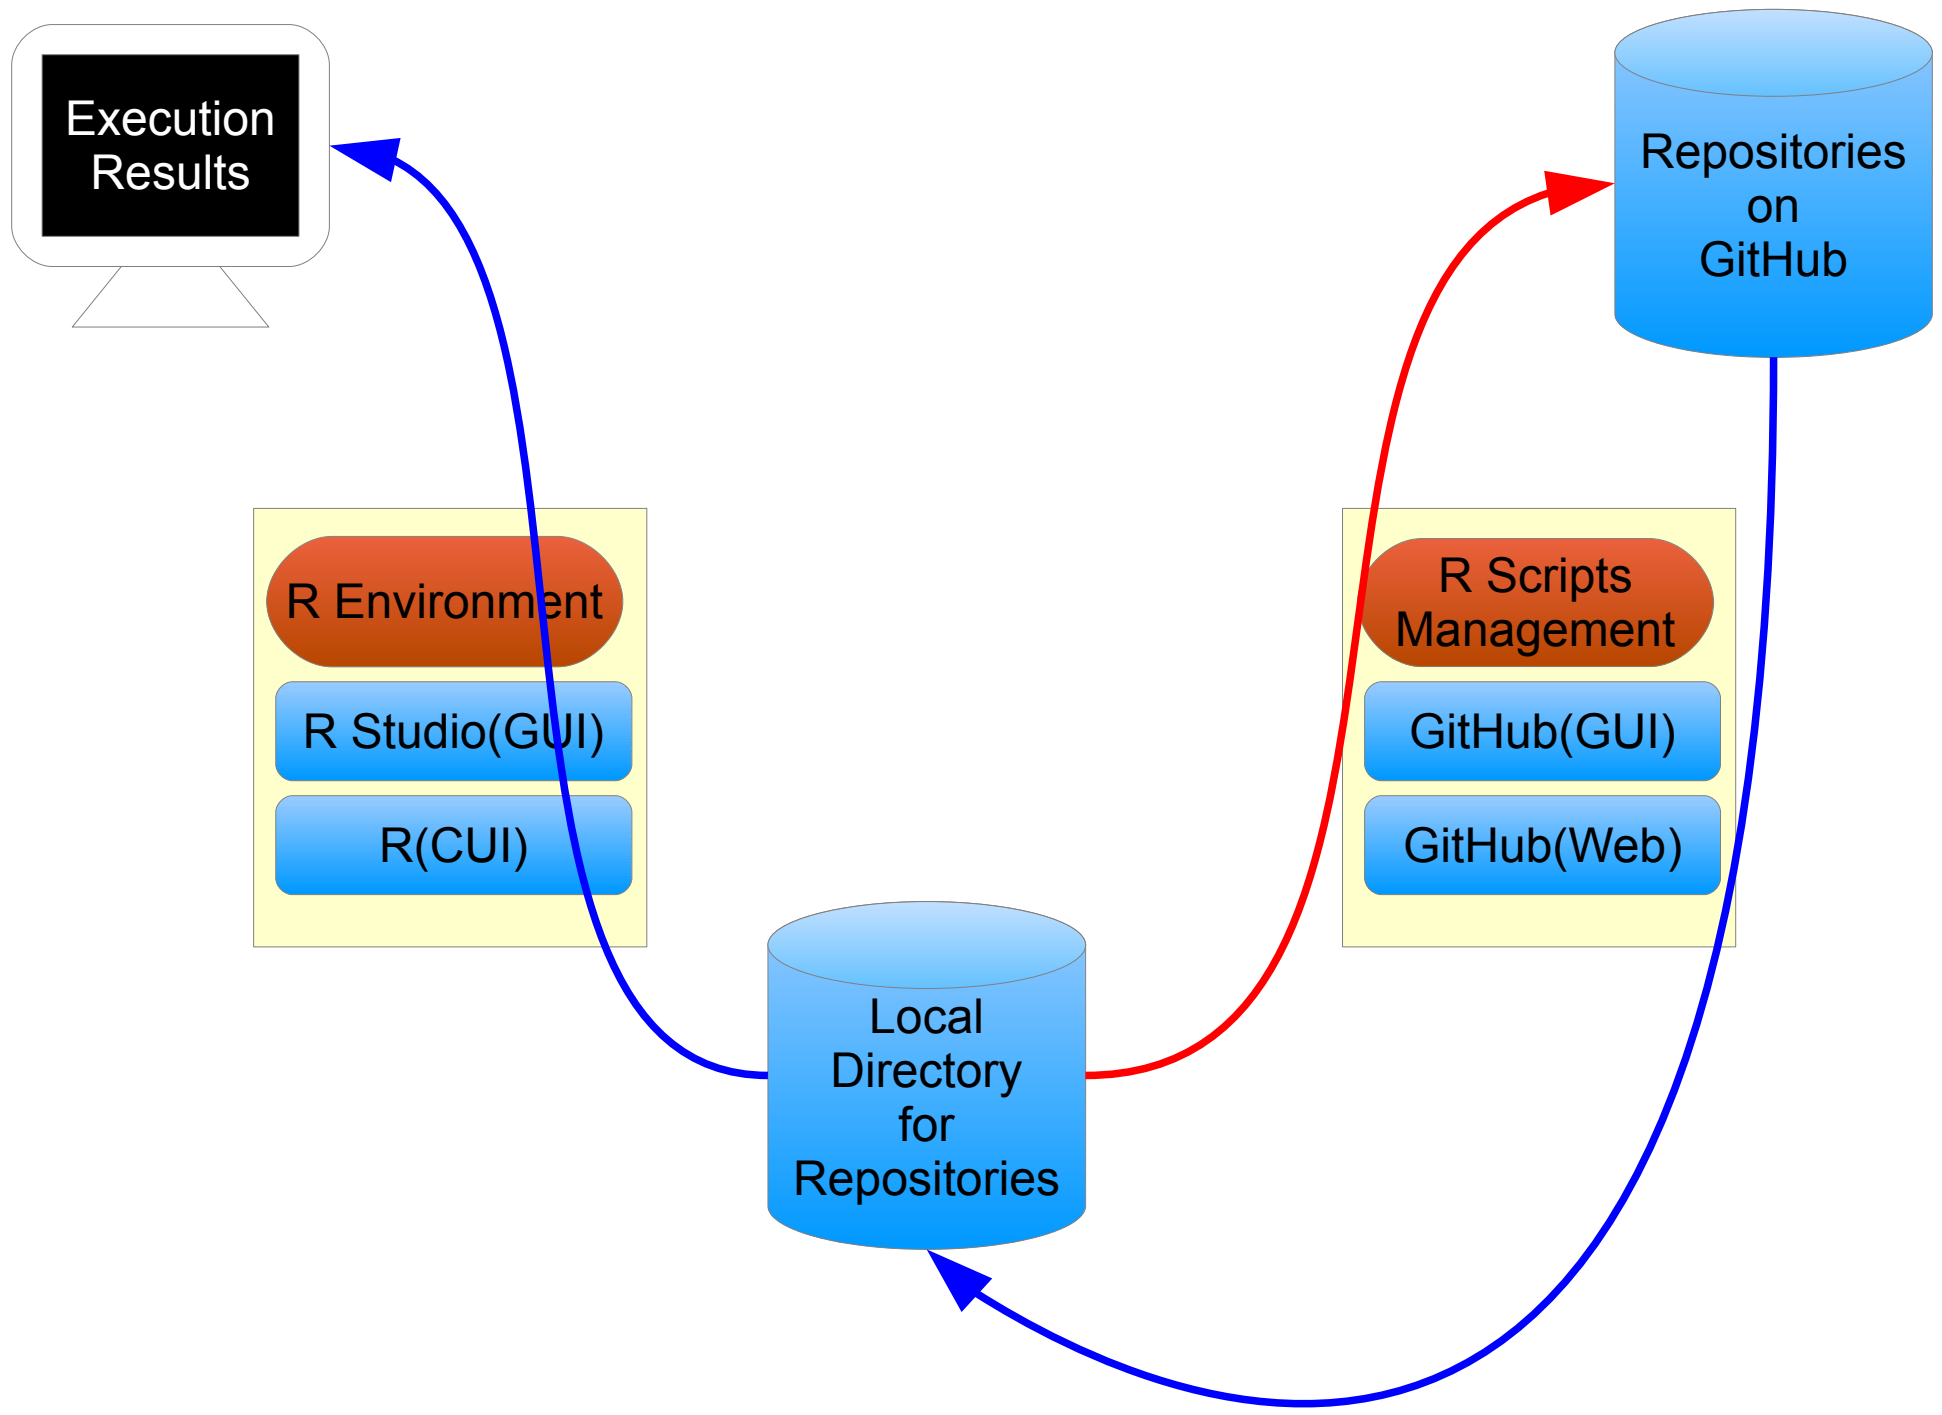 Execution
Results
Repositories
on
GitHub
R Environment
R Studio(GUI)
R(CUI)
R Scripts
Management
GitHub(GUI)
GitHub(Web)
Local
Directory
for
Repositories